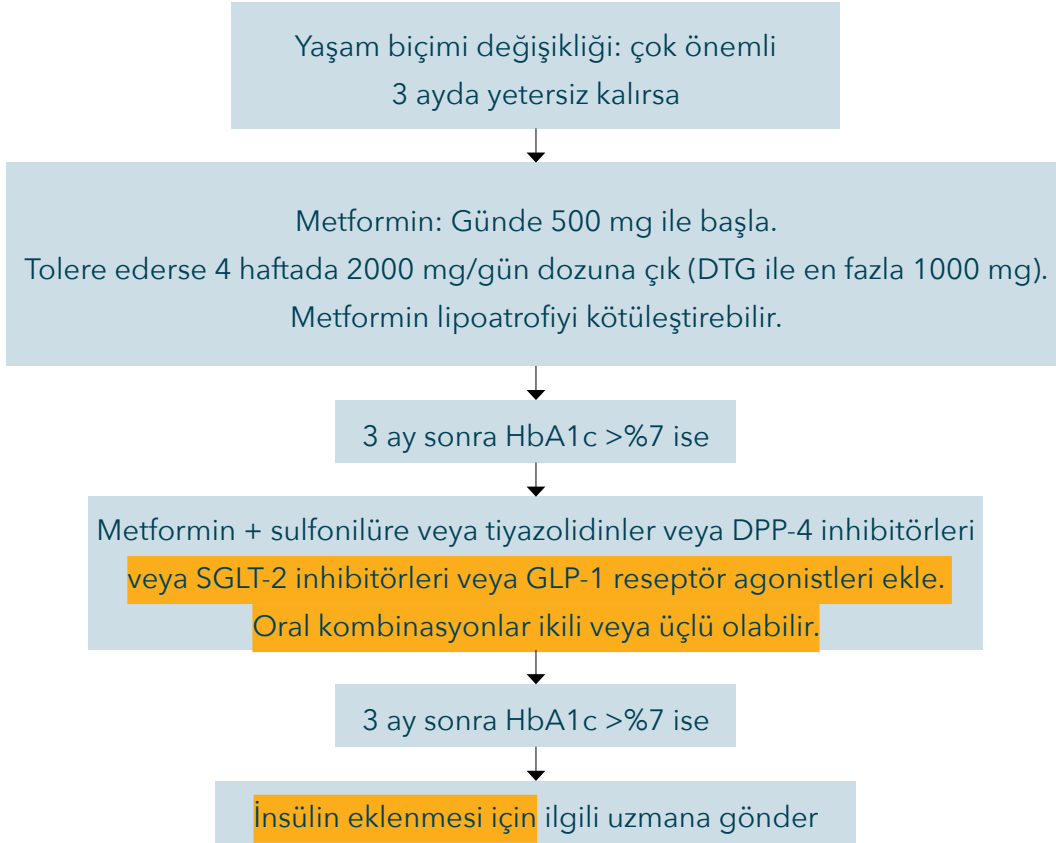 Yaşam biçimi değişikliği: çok önemli
3 ayda yetersiz kalırsa
Metformin: Günde 500 mg ile başla.
Tolere ederse 4 haftada 2000 mg/gün dozuna çık (DTG ile en fazla 1000 mg).
Metformin lipoatrofiyi kötüleştirebilir.
3 ay sonra HbA1c >%7 ise
Metformin + sulfonilüre veya tiyazolidinler veya DPP-4 inhibitörleri
veya SGLT-2 inhibitörleri veya GLP-1 reseptör agonistleri ekle.
Oral kombinasyonlar ikili veya üçlü olabilir.
3 ay sonra HbA1c >%7 ise
İnsülin eklenmesi için ilgili uzmana gönder